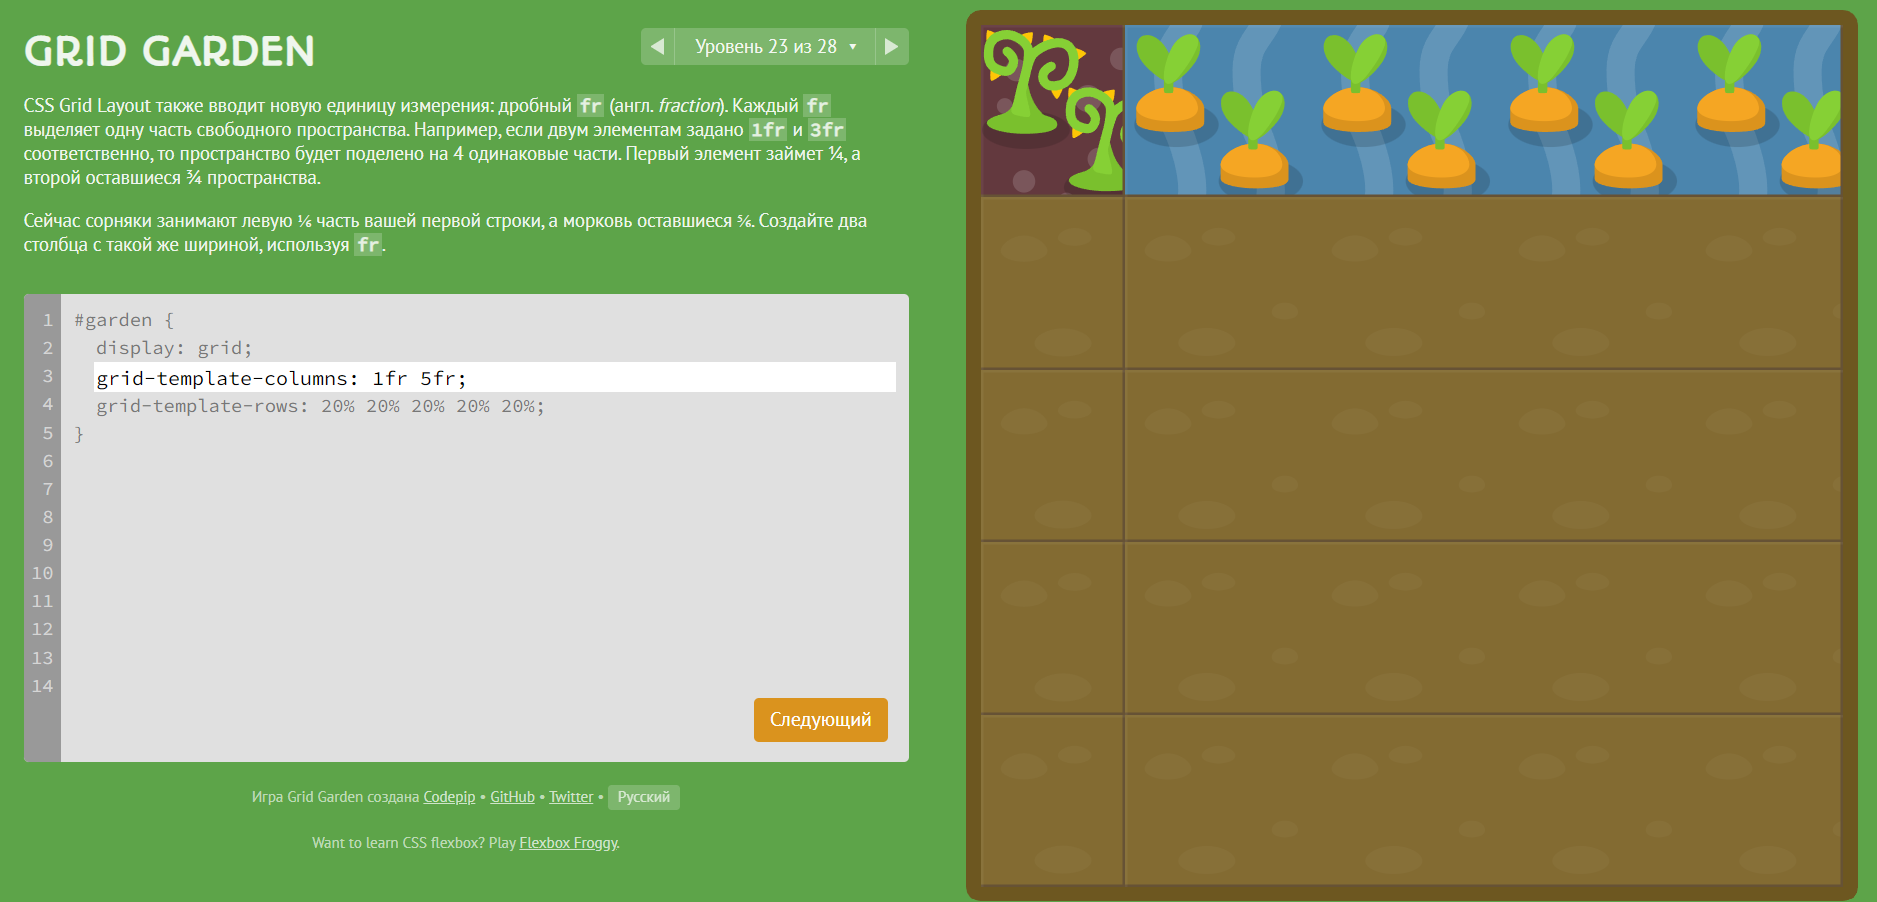 GRID GARDEN
Уровень 23 из 28
CSS Grid Layout также вводит новую единицу измерения: дробный fr (англ. fraction). Каждый fr
выделяет одну часть свободного пространства. Например, если двум элементам задано 1fr и 3fr
соответственно, то пространство будет поделено на 4 одинаковые части. Первый элемент займет ¼, а
второй оставшиеся ¾ пространства.
Сейчас сорняки занимают левую ⅙ часть вашей первой строки, а морковь оставшиеся ⅚. Создайте два
столбца с такой же шириной, используя fr.
1 #garden {
2 display: grid;
3 grid-template-columns: 1fr 5fr;
4 grid-template-rows: 20% 20% 20% 20% 20%;
5 }
6
7
8
9
10
11
12
13
14
Следующий
Игра Grid Garden создана Codepip • GitHub • Twitter • Русский
Want to learn CSS flexbox? Play Flexbox Froggy.